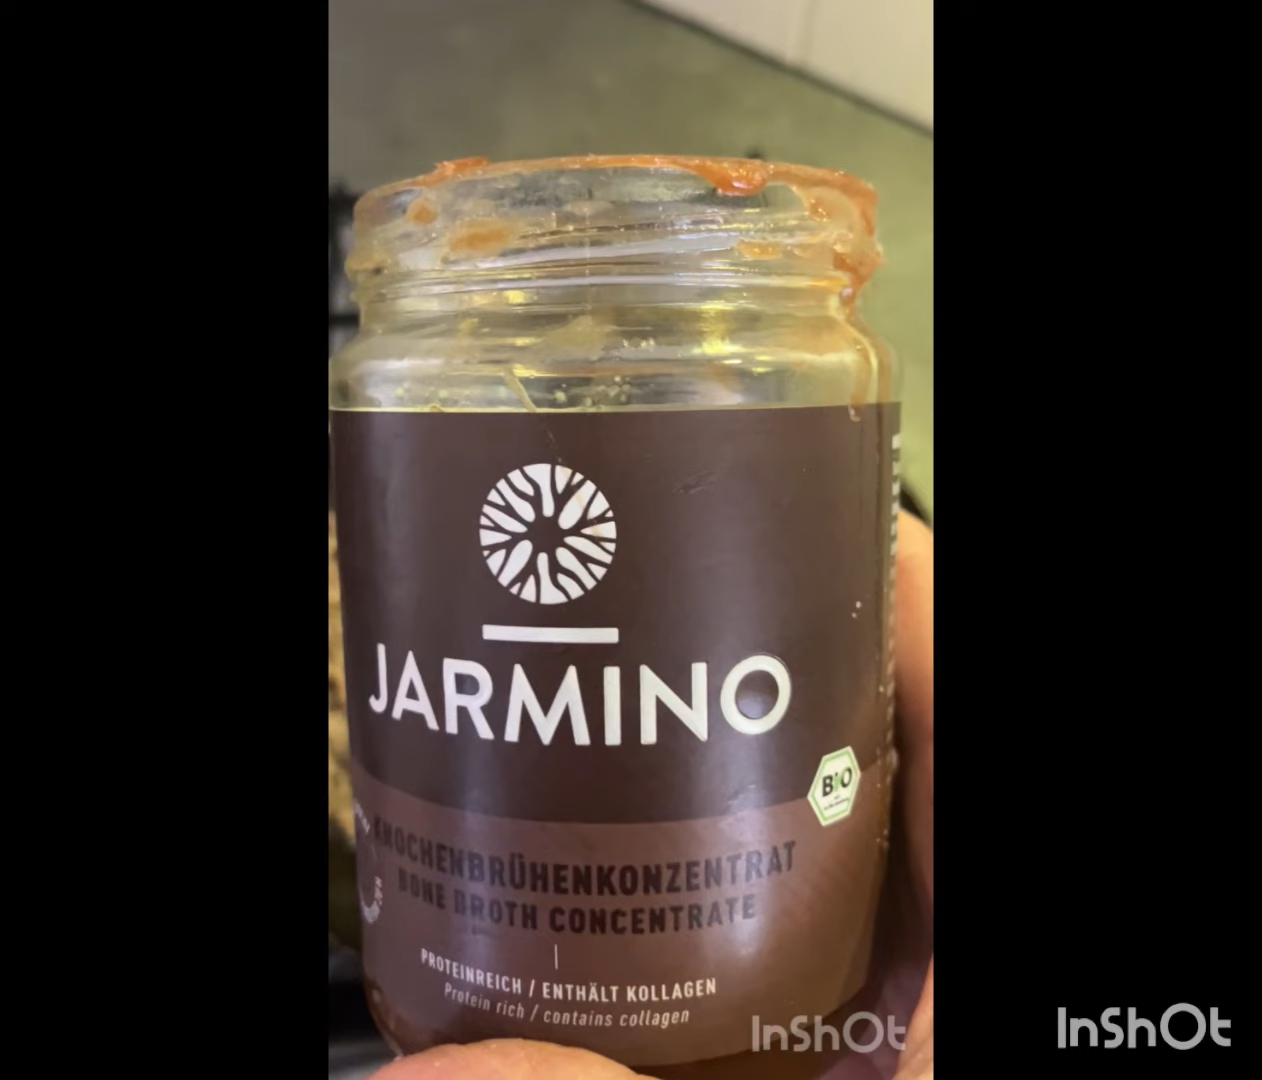 JARMINO
BIO
KNOCHENBRÜHENKONZENTRAT
BONE BROTH CONCENTRATE
PROTEINREICH / ENTHÄLT KOLLAGEN
Protein rich / contains collagen
InShOt
InShOt